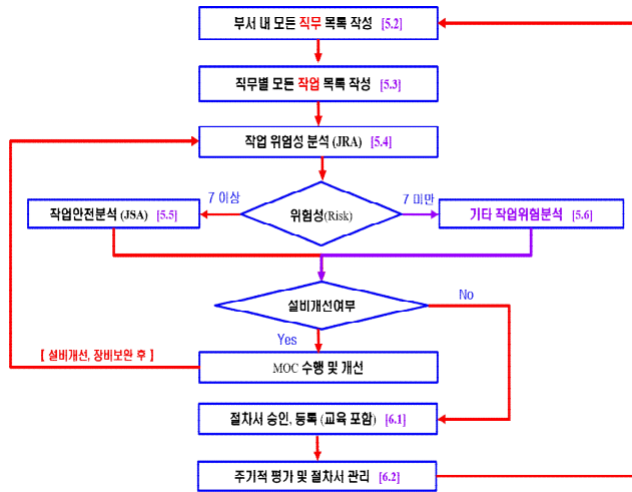 부서 내 모든 직무 목록 작성 [5.2]
직무별 모든 작업 목록 작성 [5.3]
작업 위험성 분석 (JRA) [5.4]
7 이상
7 미만
작업안전분석 (JSA) [5.5]
위험성(Risk)
기타 작업위험분석 [5.6]
설비개선여부
No
Yes
[ 설비개선, 장비보완 후 ]
MOC 수행 및 개선
절차서 승인, 등록 (교육 포함) [6.1]
주기적 평가 및 절차서 관리 [6.2]